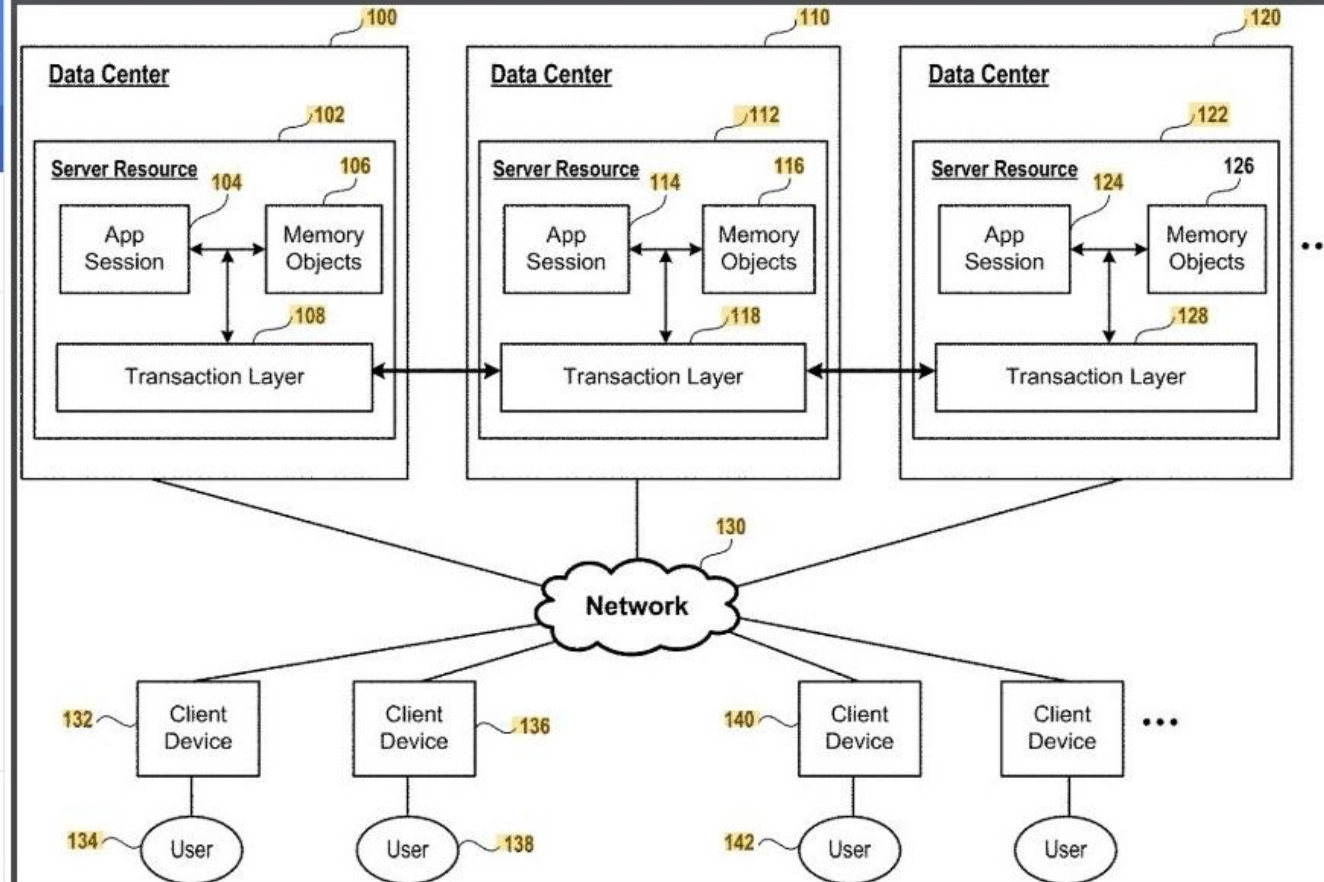 100
110
120
Data Center
Data Center
Data Center
102
112
122
Server Resource
104
106
Server Resource
114
116
Server Resource
124
126
App
Session
Memory
Objects
App
Session
Memory
Objects
App
Session
Memory
Objects
108
118
128
Transaction Layer
Transaction Layer
Transaction Layer
130
Network
132
Client
Device
Client
Device
136
140
Client
Device
Client
Device
134
User
User
138
142
User
User